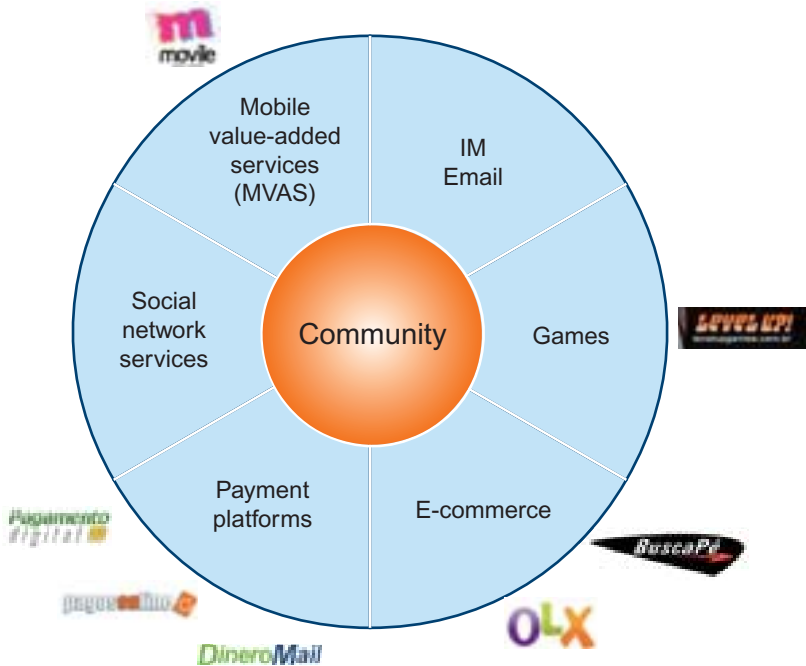 movile
Mobile
value-added
services
(MVAS)
IM
Email
Social
network
services
Community
Games
LEVEL UP!
Payment
platforms
E-commerce
Pagamento
digital
BuscaPé
pagosonline
OLX
DineroMail